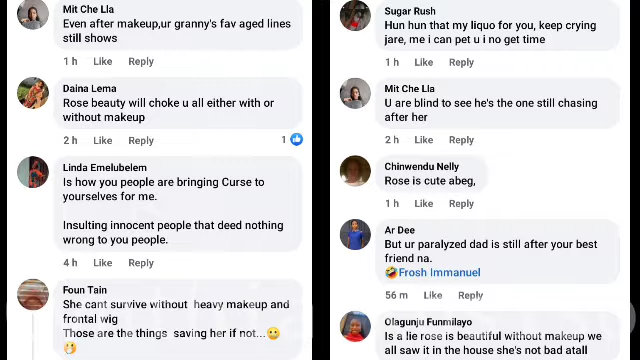 Mit Che Lla
Even after makeup,ur granny's fav aged lines
still shows
1 h Like Reply
Daina Lema
Rose beauty will choke u all either with or
without makeup
2 h Like Reply 1
Linda Emelubelem
Is how you people are bringing Curse to
yourselves for me.
Insulting innocent people that deed nothing
wrong to you people.
4 h Like Reply
Foun Tain
She cant survive without heavy makeup and
frontal wig
Those are the things saving her if not...
Sugar Rush
Hun hun that my liquo for you, keep crying
jare, me i can pet u i no get time
1 h Like Reply
Mit Che Lla
U are blind to see he's the one still chasing
after her
2 h Like Reply
Chinwendu Nelly
Rose is cute abeg,
1 h Like Reply
Ar Dee
But ur paralyzed dad is still after your best
friend na.
🤣Frosh Immanuel
56 m Like Reply
Olagunju Funmilayo
Is a lie rose is beautiful without makeup we
all saw it in the house she's not bad atall